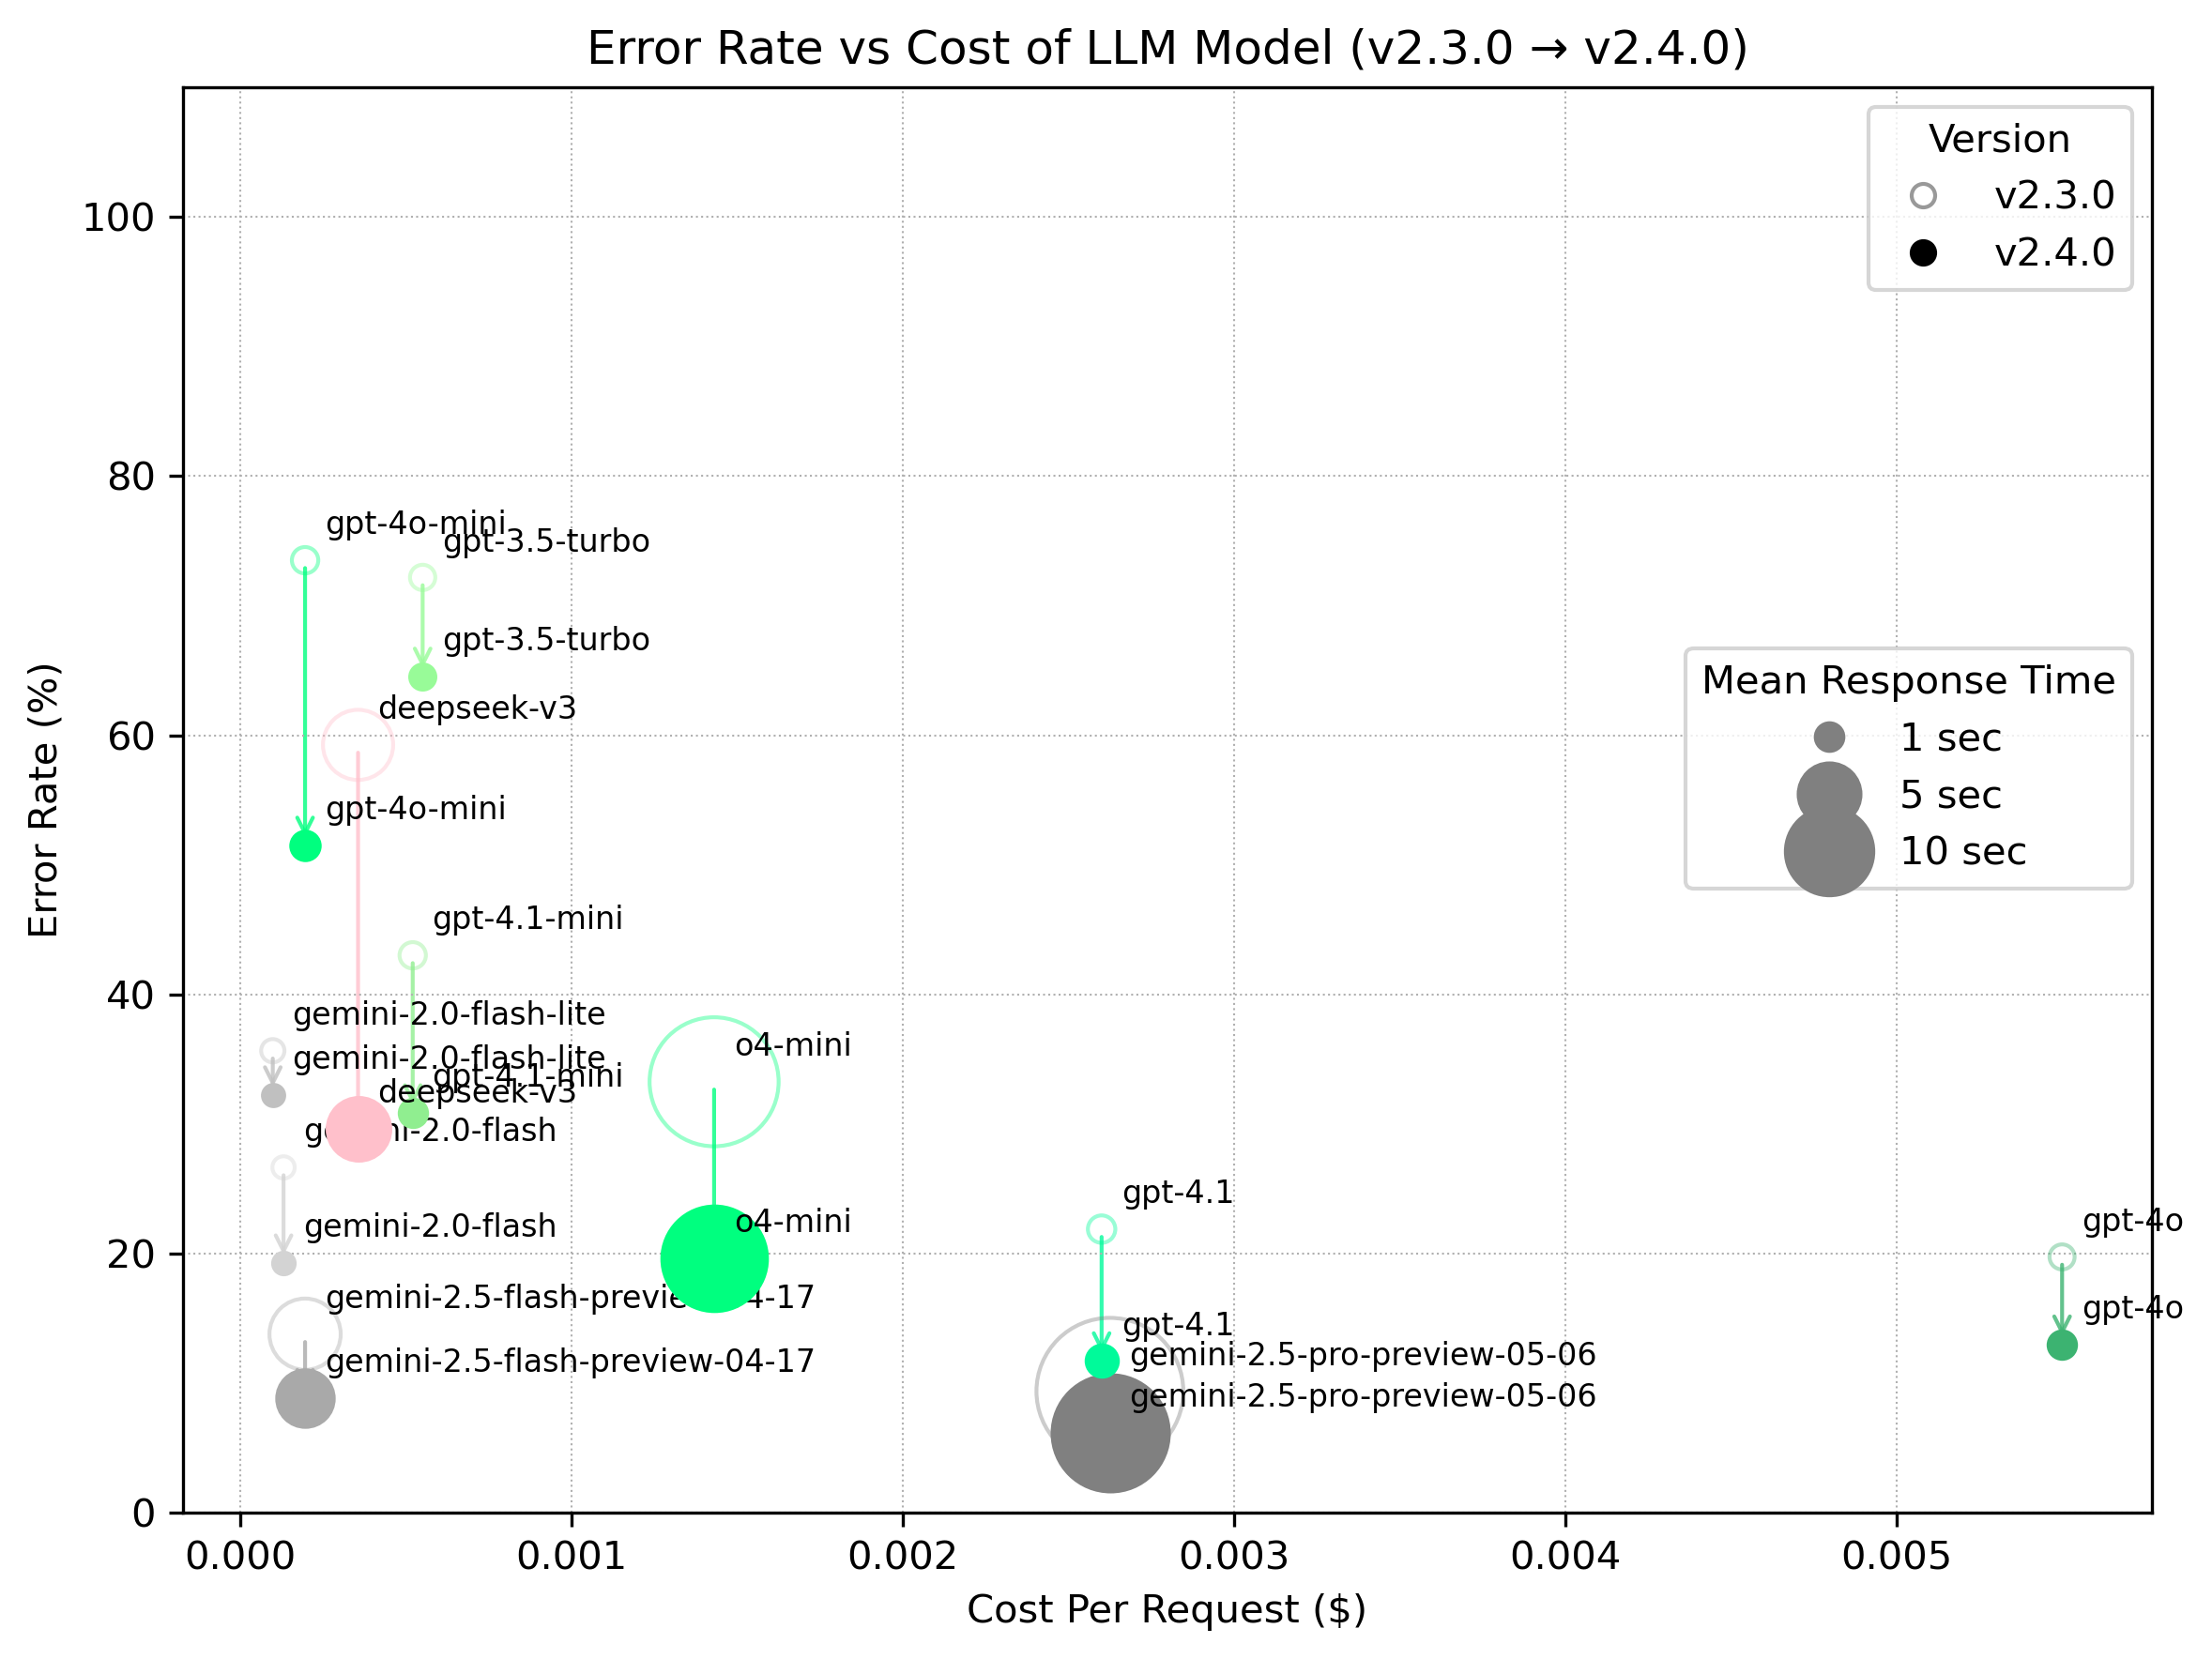 Error Rate vs Cost of LLM Model (v2.3.0 → v2.4.0)
Version
v2.3.0
v2.4.0
100
80
60
40
20
0
Error Rate (%)
gpt-4o-mini
gpt-3.5-turbo
gpt-3.5-turbo
deepseek-v3
gpt-4o-mini
Mean Response Time
1 sec
5 sec
10 sec
gpt-4.1-mini
gemini-2.0-flash-lite
o4-mini
gemini-2.0-flash-lite
gpt-4.1-mini
deepseek-v3
gemini-2.0-flash
gpt-4.1
o4-mini
gpt-4o
gemini-2.0-flash
gemini-2.5-flash-preview-04-17
gpt-4o
gpt-4.1
gemini-2.5-pro-preview-05-06
gemini-2.5-flash-preview-04-17
gemini-2.5-pro-preview-05-06
0.000
0.001
0.002
0.003
0.004
0.005
Cost Per Request ($)